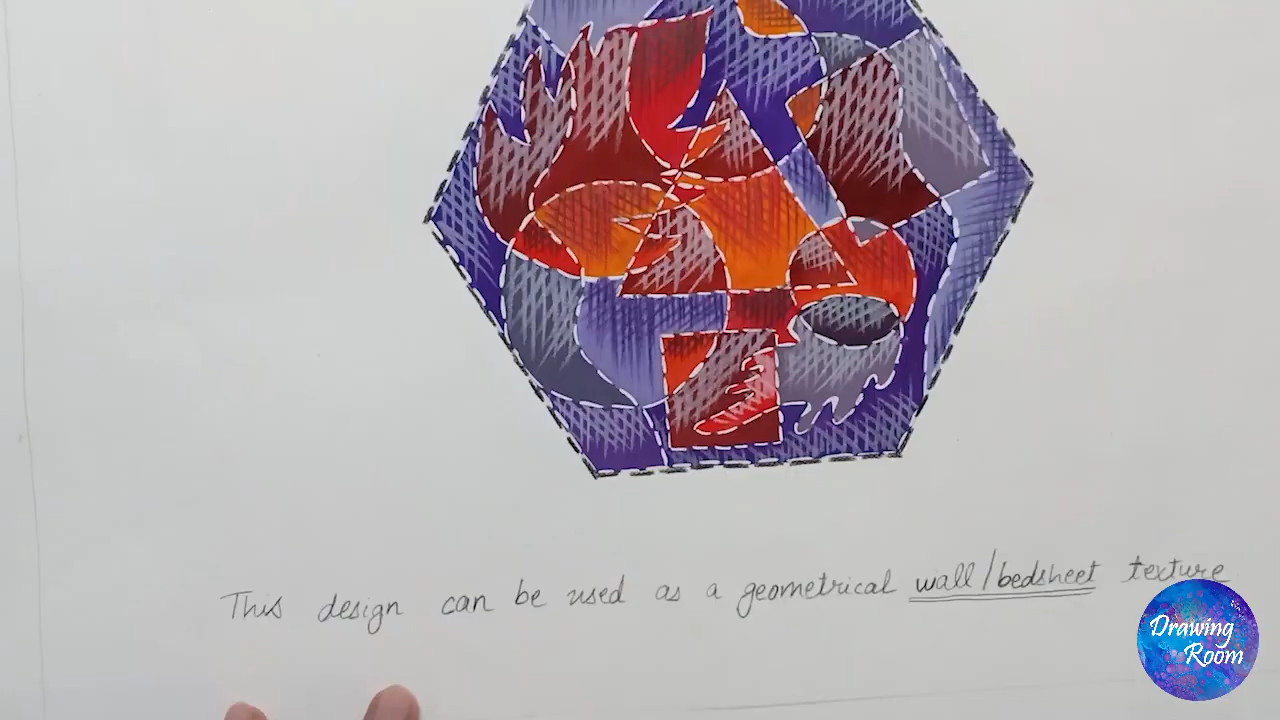 This design can be used as a geometrical wall/bedsheet texture
Drawing
Room